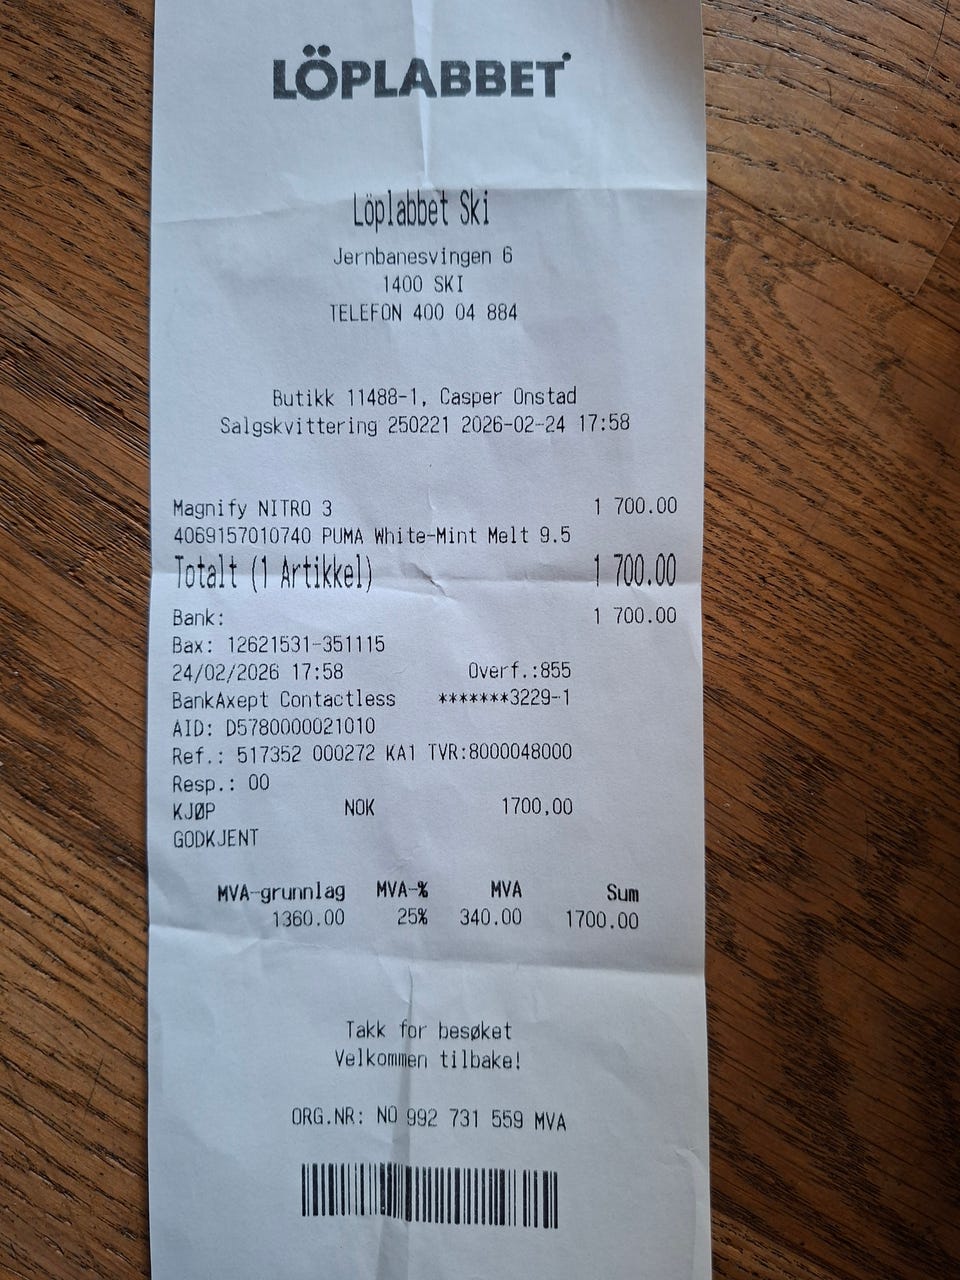 LÖPLABBET
Löplabbet Ski
Jernbanesvingen 6
1400 SKI
TELEFON 400 04 884
Butikk 11488-1, Casper Onstad
Salgskvittering 250221 2026-02-24 17:58
Magnify NITRO 3 1 700.00
4069157010740 PUMA White-Mint Melt 9.5
Totalt (1 Artikkel) 1 700.00
Bank: 1 700.00
Bax: 12621531-351115
24/02/2026 17:58 Overf.:855
BankAxept Contactless *******3229-1
AID: D5780000021010
Ref.: 517352 000272 KA1 TVR:8000048000
Resp.: 00
KJØP NOK 1700,00
GODKJENT
MVA-grunnlag MVA-% MVA Sum
1360.00 25% 340.00 1700.00
Takk for besøket
Velkommen tilbake!
ORG.NR: NO 992 731 559 MVA